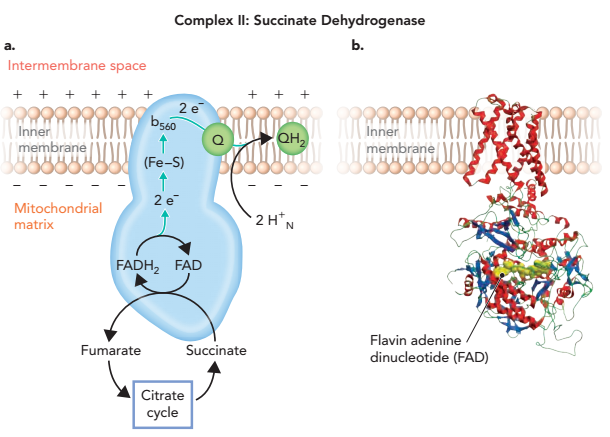 Complex II: Succinate Dehydrogenase
a.
Intermembrane space
+ + + + + + + + +
2 e⁻
b₅₆₀
Q
QH₂
Inner
membrane
(Fe–S)
– – – – – – – –
2 e⁻
Mitochondrial
matrix
2 H⁺N
FADH₂
FAD
Fumarate
Succinate
Citrate
cycle
b.
Inner
membrane
Flavin adenine
dinucleotide (FAD)